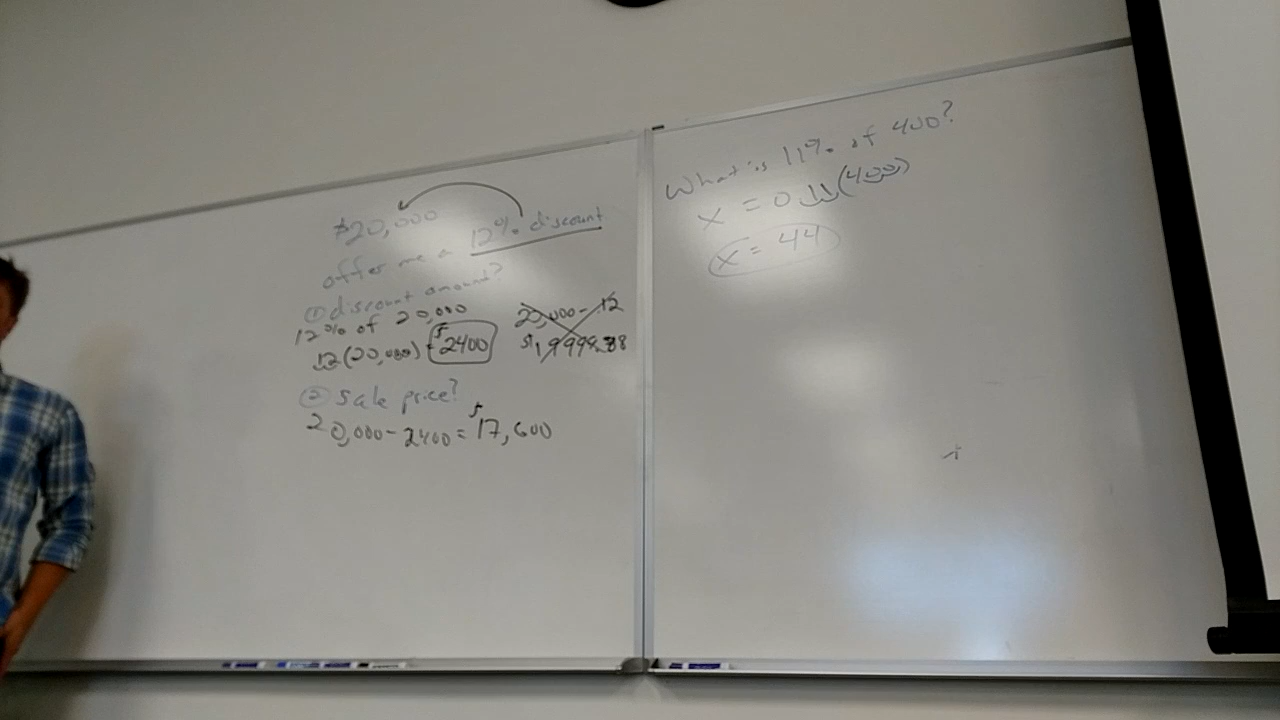 $20,000
offer me a 12% discount
① discount amount?
12% of 20,000
.12(20,000) = $2400
20,000 - .12
$19999.88
② sale price?
20,000 - 2400 = $17,600
What is 11% of 400?
x = 0.11(400)
x = 44